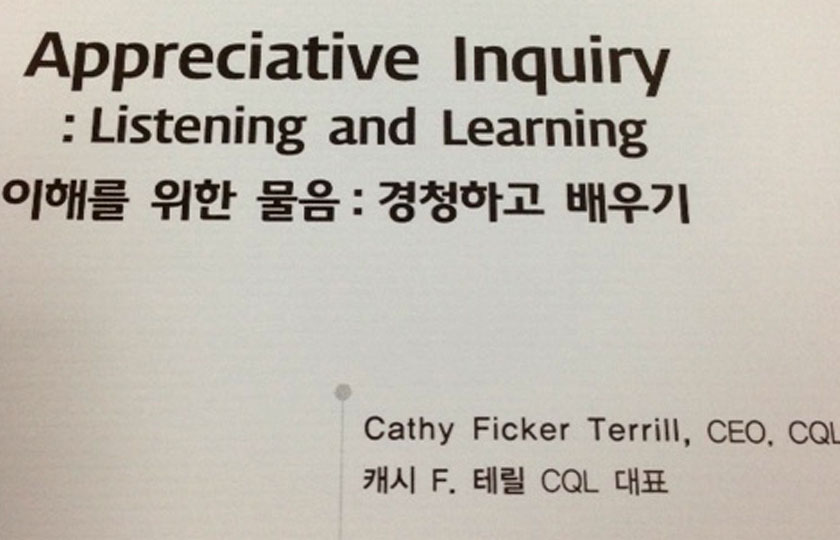 Appreciative Inquiry
: Listening and Learning
이해를 위한 물음 : 경청하고 배우기
Cathy Ficker Terrill, CEO, CQL
캐시 F. 테릴 CQL 대표